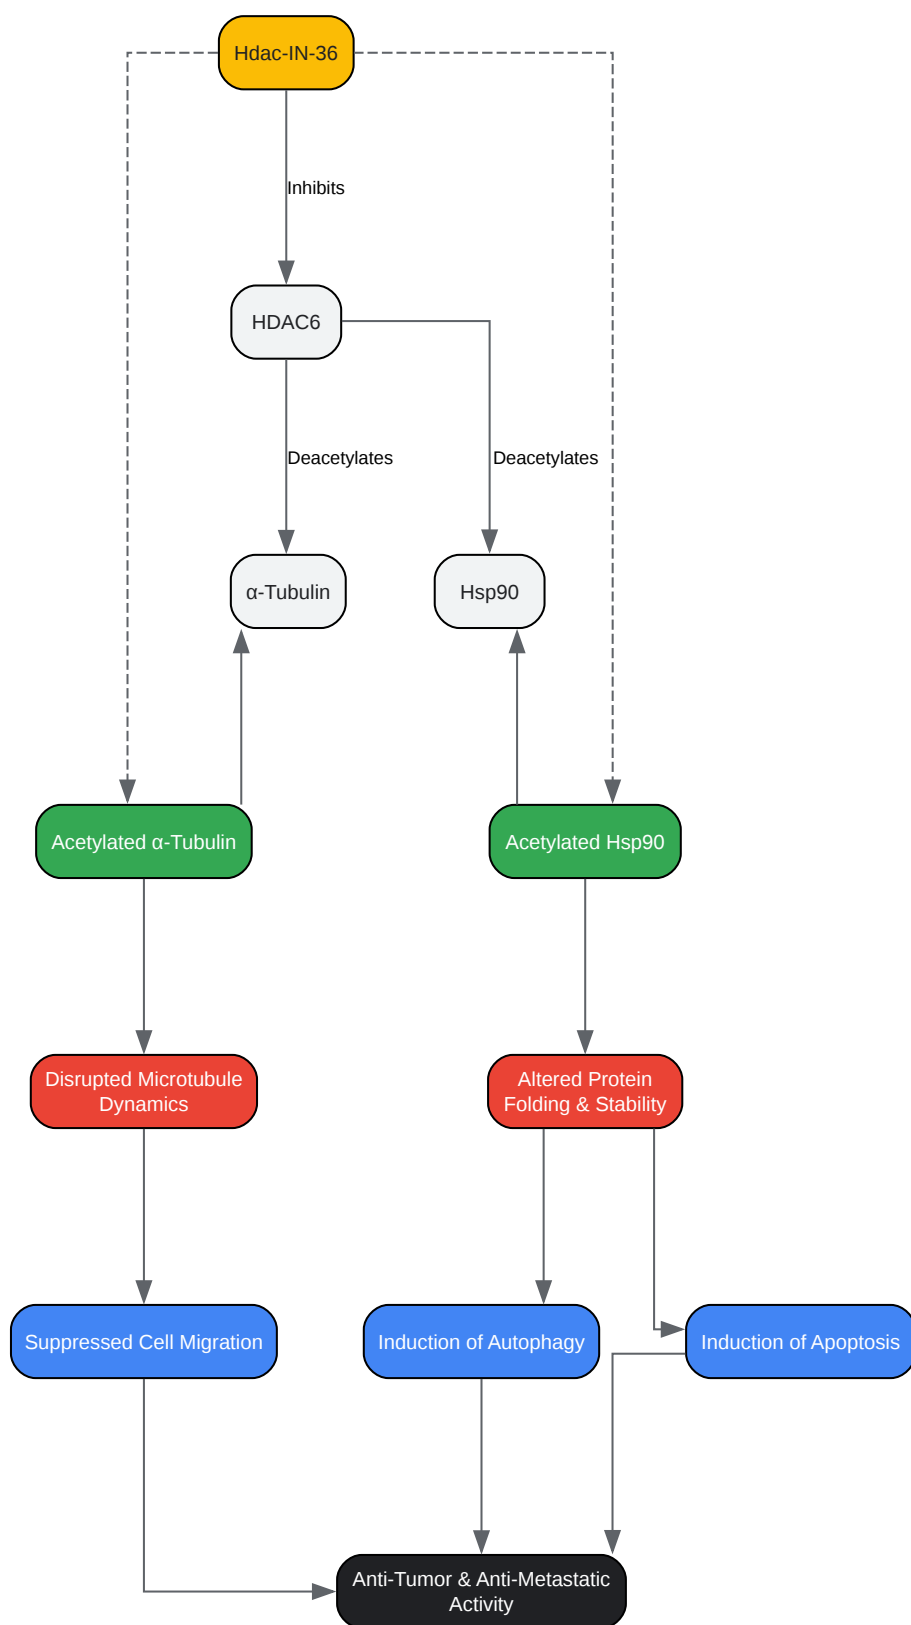 Hdac-IN-36
Inhibits
HDAC6
Deacetylates
Deacetylates
α-Tubulin
Hsp90
Acetylated α-Tubulin
Acetylated Hsp90
Disrupted Microtubule
Dynamics
Altered Protein
Folding & Stability
Suppressed Cell Migration
Induction of Autophagy
Induction of Apoptosis
Anti-Tumor & Anti-Metastatic
Activity